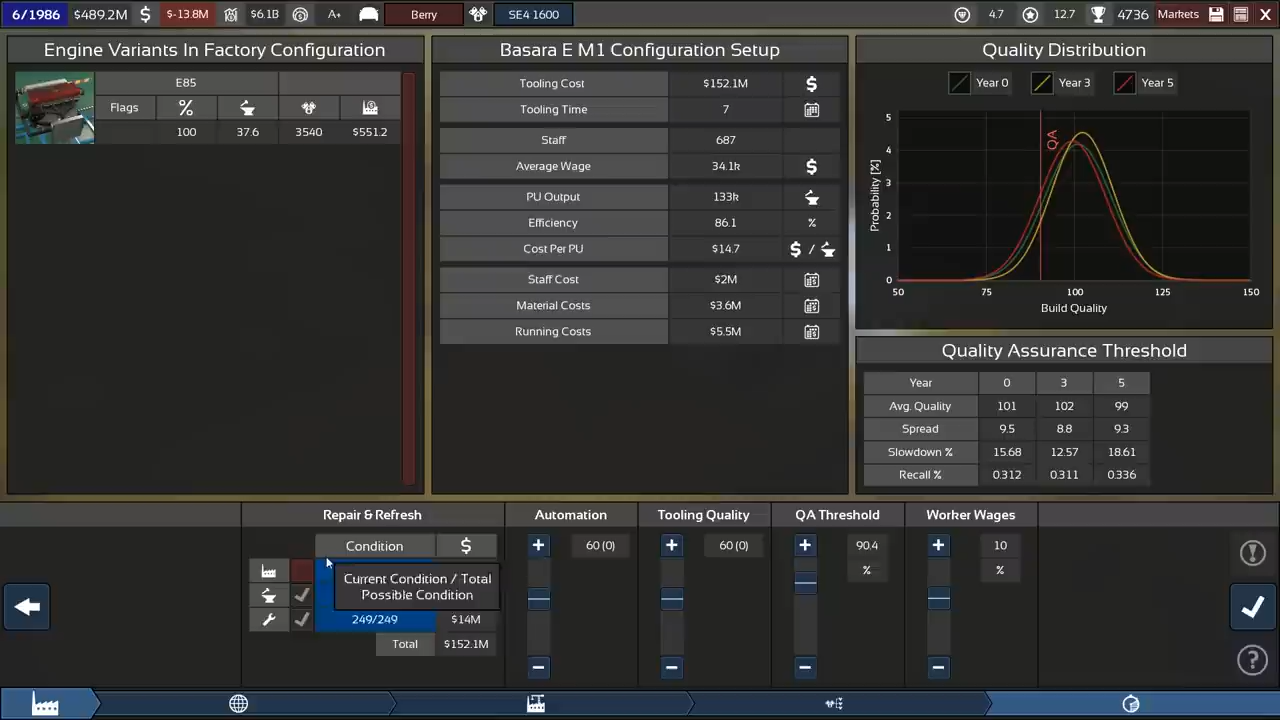 6/1986 $489.2M $-13.8M $6.1B A+ Berry SE4 1600 4.7 12.7 4736 Markets
Engine Variants In Factory Configuration
E85
Flags %
100 37.6 3540 $551.2
Basara E M1 Configuration Setup
Tooling Cost $152.1M $
Tooling Time 7
Staff 687
Average Wage 34.1k $
PU Output 133k
Efficiency 86.1 %
Cost Per PU $14.7 $ /
Staff Cost $2M
Material Costs $3.6M
Running Costs $5.5M
Quality Distribution
Year 0 Year 3 Year 5
QA
Probability [%]
5
4
3
2
1
0
50 75 100 125 150
Build Quality
Quality Assurance Threshold
Year 0 3 5
Avg. Quality 101 102 99
Spread 9.5 8.8 9.3
Slowdown % 15.68 12.57 18.61
Recall % 0.312 0.311 0.336
Repair & Refresh
Condition $
Current Condition / Total
Possible Condition
249/249 $14M
Total $152.1M
Automation
+ 60 (0)
−
Tooling Quality
+ 60 (0)
−
QA Threshold
+ 90.4
%
−
Worker Wages
+ 10
%
−